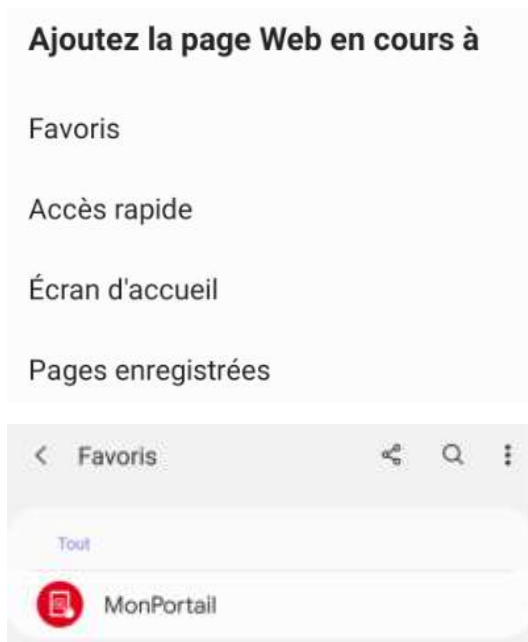 Ajoutez la page Web en cours à
Favoris
Accès rapide
Écran d'accueil
Pages enregistrées
Favoris
Tout
MonPortail